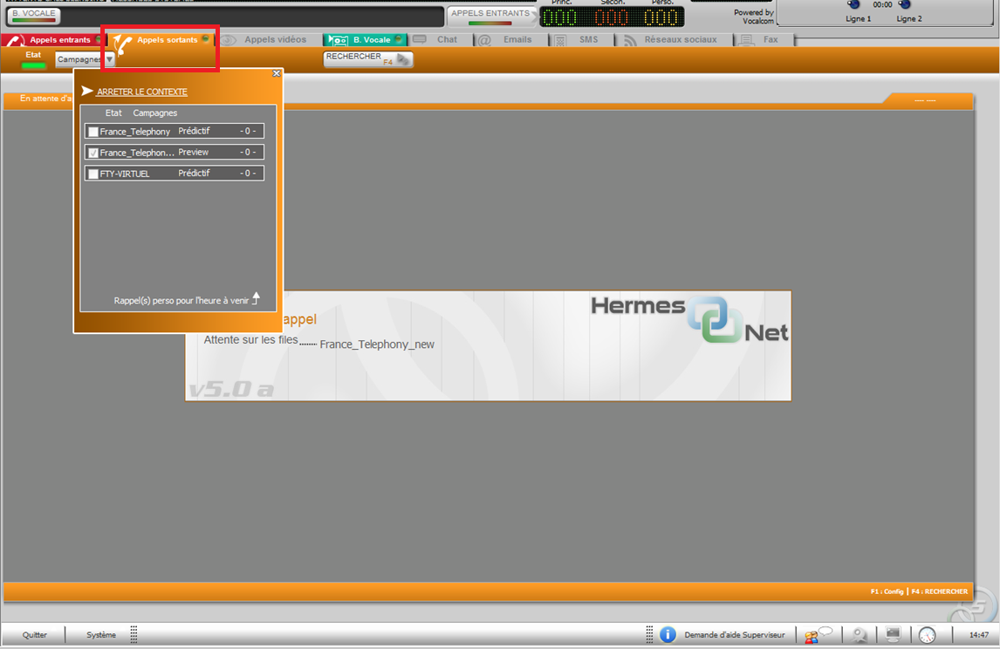 Princ. Secon. Perso.
B. VOCALE
APPELS ENTRANTS
000 000 000
Powered by
Vocalcom
00:00
Ligne 1 Ligne 2
Appels entrants Appels sortants Appels vidéos B. Vocale Chat Emails SMS Réseaux sociaux Fax
Etat
Campagnes
RECHERCHER
F4
ARRETER LE CONTEXTE
En attente d'a
Etat Campagnes
France_Telephony Prédictif - 0 -
France_Telephon... Preview - 0 -
FTY-VIRTUEL Prédictif - 0 -
Rappel(s) perso pour l'heure à venir
appel
Attente sur les files........ France_Telephony_new
Hermes
Net
v5.0 a
F1 : Config | F4 : RECHERCHER
5
Quitter Système Demande d'aide Superviseur 14:47